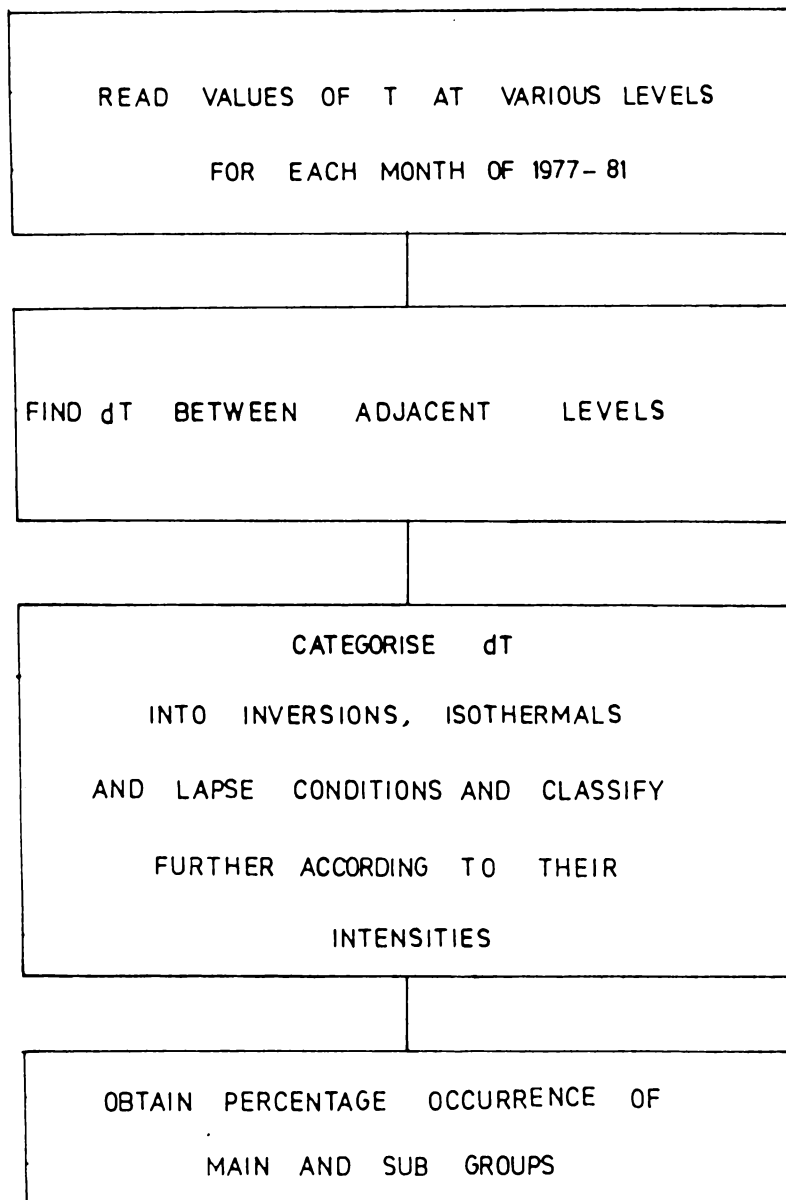 READ VALUES OF T AT VARIOUS LEVELS
FOR EACH MONTH OF 1977-81
FIND dT BETWEEN ADJACENT LEVELS
CATEGORISE dT
INTO INVERSIONS, ISOTHERMALS
AND LAPSE CONDITIONS AND CLASSIFY
FURTHER ACCORDING TO THEIR
INTENSITIES
OBTAIN PERCENTAGE OCCURRENCE OF
MAIN AND SUB GROUPS